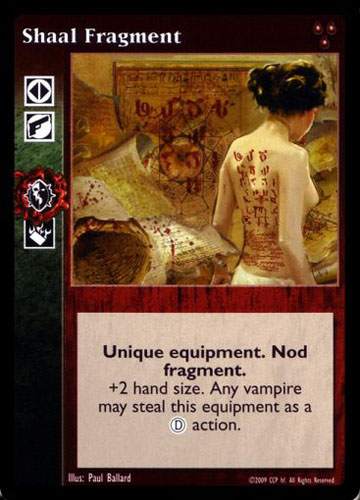 Shaal Fragment
Unique equipment. Nod
fragment.
+2 hand size. Any vampire
may steal this equipment as a
Ⓓ action.
Illus: Paul Ballard
©2009 CCP hf. All Rights Reserved